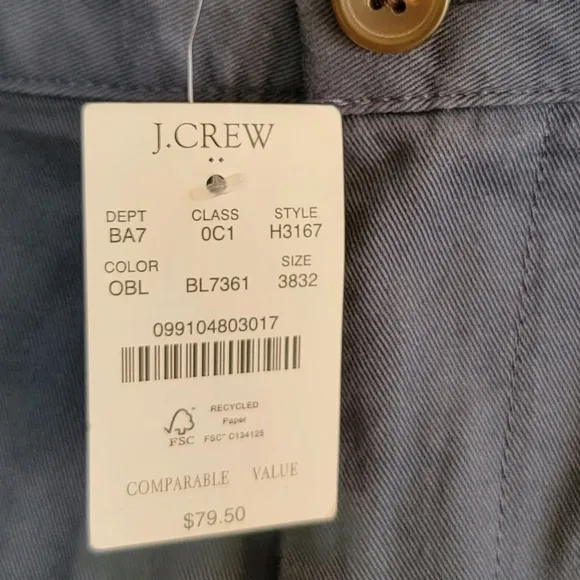 J.CREW
DEPT CLASS STYLE
BA7 0C1 H3167
COLOR SIZE
OBL BL7361 3832
099104803017
RECYCLED
Paper
FSC FSC™ C134125
COMPARABLE VALUE
$79.50